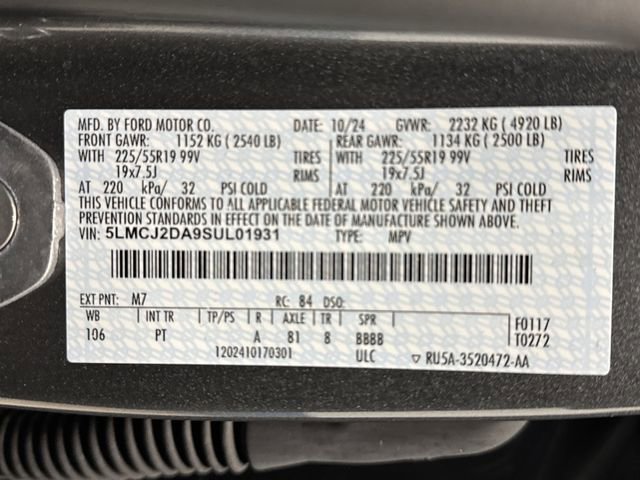 MFD. BY FORD MOTOR CO. DATE: 10/24 GVWR: 2232 KG ( 4920 LB)
FRONT GAWR: 1152 KG ( 2540 LB) REAR GAWR: 1134 KG ( 2500 LB)
WITH 225/55R19 99V TIRES WITH 225/55R19 99V TIRES
19x7.5J RIMS 19x7.5J RIMS
AT 220 kPa/ 32 PSI COLD AT 220 kPa/ 32 PSI COLD
THIS VEHICLE CONFORMS TO ALL APPLICABLE FEDERAL MOTOR VEHICLE SAFETY AND THEFT
PREVENTION STANDARDS IN EFFECT ON THE DATE OF MANUFACTURE SHOWN ABOVE.
VIN: 5LMCJ2DA9SUL01931 TYPE: MPV
EXT PNT: M7 RC: 84 DSO:
WB INT TR TP/PS R AXLE TR SPR F0117
106 PT A 81 8 8888 T0272
1202410170301 ULC ▽ RU5A-3520472-AA